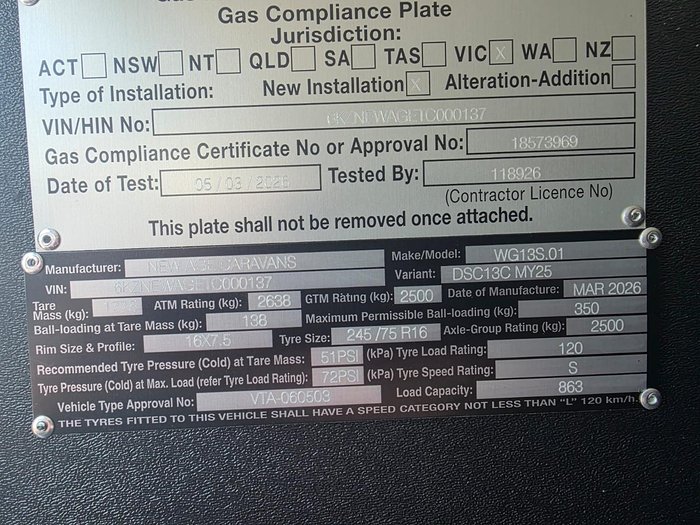 Gas Compliance Plate
Jurisdiction:
ACT NSW NT QLD SA TAS VIC X WA NZ
Type of Installation: New Installation X Alteration-Addition
VIN/HIN No: 6KZNEWAGETC000137
Gas Compliance Certificate No or Approval No: 18573969
Date of Test: 05 / 03 / 2026 Tested By: 118926
(Contractor Licence No)
This plate shall not be removed once attached.
Manufacturer: NEW AGE CARAVANS Make/Model: WG13S.01
VIN: 6KZNEWAGETC000137 Variant: DSC13C MY25
Tare Mass (kg): ATM Rating (kg): 2638 GTM Rating (kg): 2500 Date of Manufacture: MAR 2026
Ball-loading at Tare Mass (kg): 138 Maximum Permissible Ball-loading (kg): 350
Rim Size & Profile: 16X7.5 Tyre Size: 245 /75 R16 Axle-Group Rating (kg): 2500
Recommended Tyre Pressure (Cold) at Tare Mass: 51PSI (kPa) Tyre Load Rating: 120
Tyre Pressure (Cold) at Max. Load (refer Tyre Load Rating): 72PSI (kPa) Tyre Speed Rating: S
Vehicle Type Approval No: VTA-060503 Load Capacity: 863
THE TYRES FITTED TO THIS VEHICLE SHALL HAVE A SPEED CATEGORY NOT LESS THAN "L" 120 km/h.